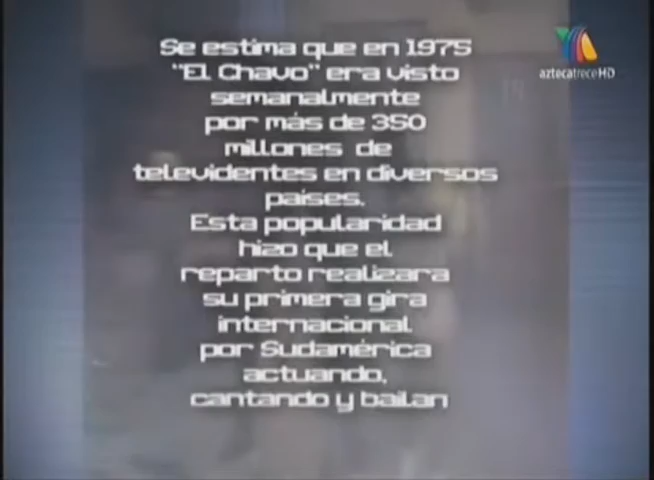 Se estima que en 1975
"El Chavo" era visto
semanalmente
por más de 350
millones de
televidentes en diversos
países.
Esta popularidad
hizo que el
reparto realizara
su primera gira
internacional
por Sudamérica
actuando,
cantando y bailan
aztecatreceHD